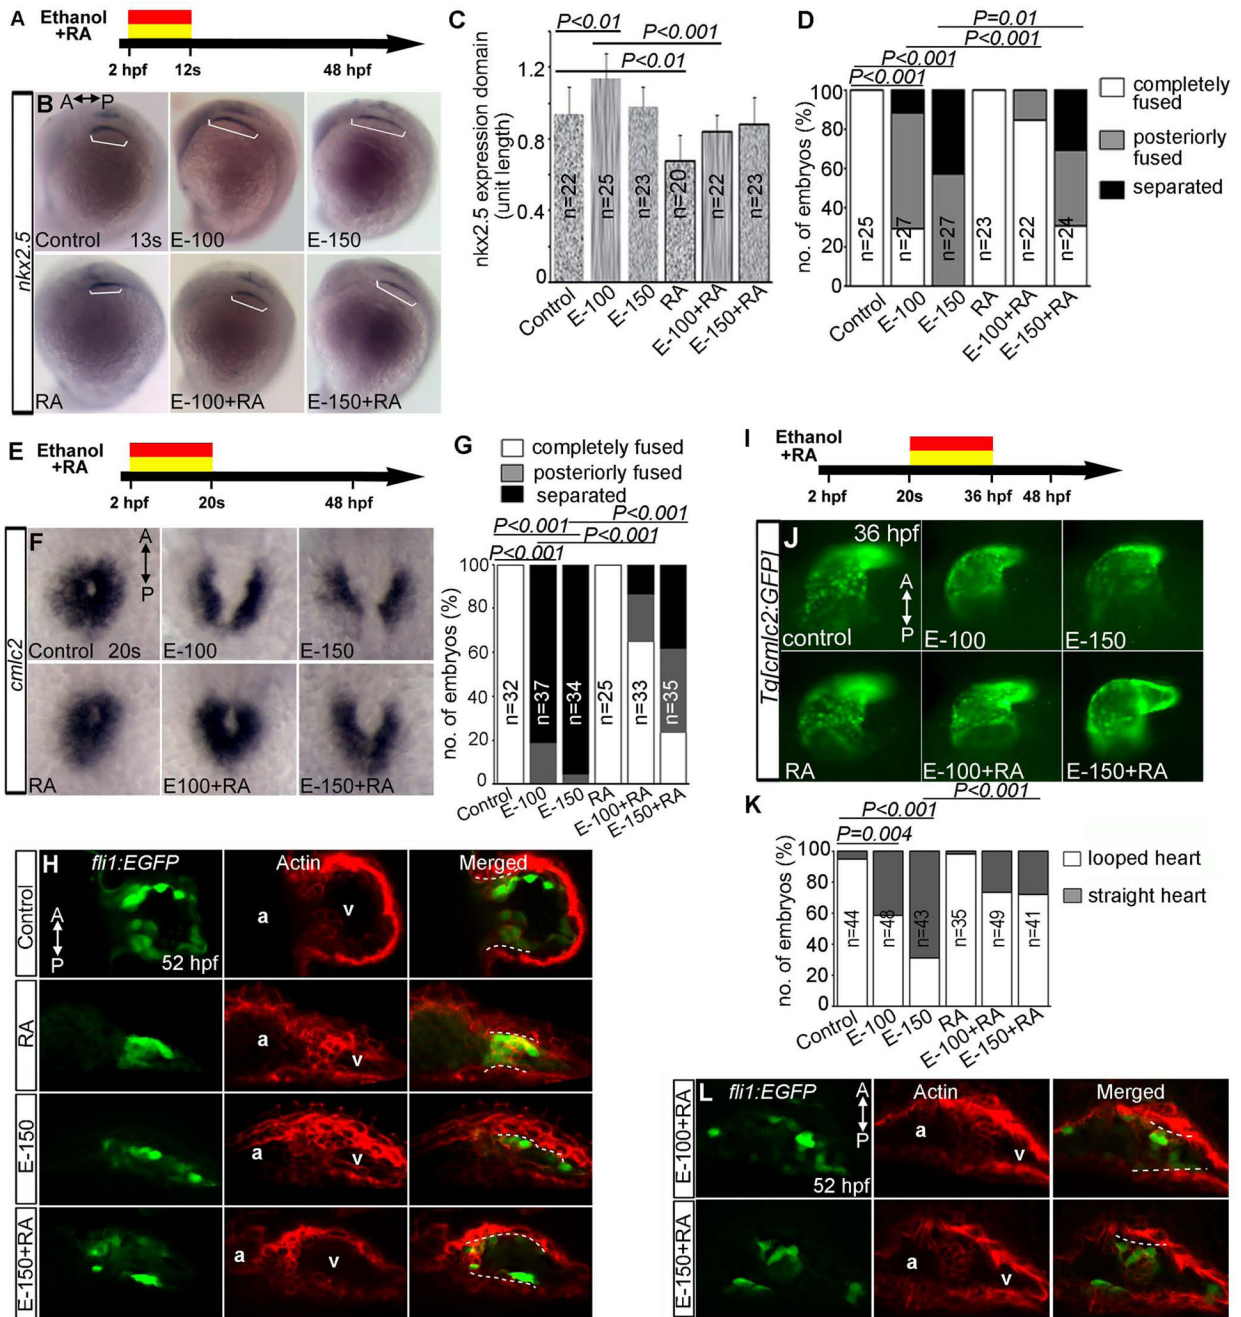 A
Ethanol
+RA
2 hpf 12s 48 hpf
B
A P
nkx2.5
Control 13s
E-100
E-150
RA
E-100+RA
E-150+RA
C
P<0.01
P<0.001
P<0.01
nkx2.5 expression domain
(unit length)
1.2
0.8
0.4
0
n=22
n=25
n=23
n=20
n=22
n=23
Control
E-100
E-150
RA
E-100+RA
E-150+RA
D
P=0.01
P<0.001
P<0.001
P<0.001
no. of embryos (%)
100
80
60
40
20
0
n=25
n=27
n=27
n=23
n=22
n=24
Control
E-100
E-150
RA
E-100+RA
E-150+RA
completely
fused
posteriorly
fused
separated
E
Ethanol
+RA
2 hpf 20s 48 hpf
F
A
P
cmlc2
Control 20s
E-100
E-150
RA
E100+RA
E-150+RA
G
completely fused
posteriorly fused
separated
P<0.001 P<0.001
P<0.001 P<0.001
no. of embryos (%)
100
80
60
40
20
0
n=32
n=37
n=34
n=25
n=33
n=35
Control
E-100
E-150
RA
E-100+RA
E-150+RA
H
fli1:EGFP Actin Merged
Control
A
P
52 hpf
a
v
RA
a
v
E-150
a
v
E-150+RA
a
v
I
Ethanol
+RA
2 hpf 20s 36 hpf 48 hpf
J
36 hpf
A
P
Tg[cmlc2:GFP]
control
E-100
E-150
RA
E-100+RA
E-150+RA
K
P<0.001
P<0.001
P=0.004
no. of embryos (%)
100
80
60
40
20
0
n=44
n=48
n=43
n=35
n=49
n=41
Control
E-100
E-150
RA
E-100+RA
E-150+RA
looped heart
straight heart
L
fli1:EGFP Actin Merged
E-100+RA
A
P
52 hpf
a
v
E-150+RA
a
v